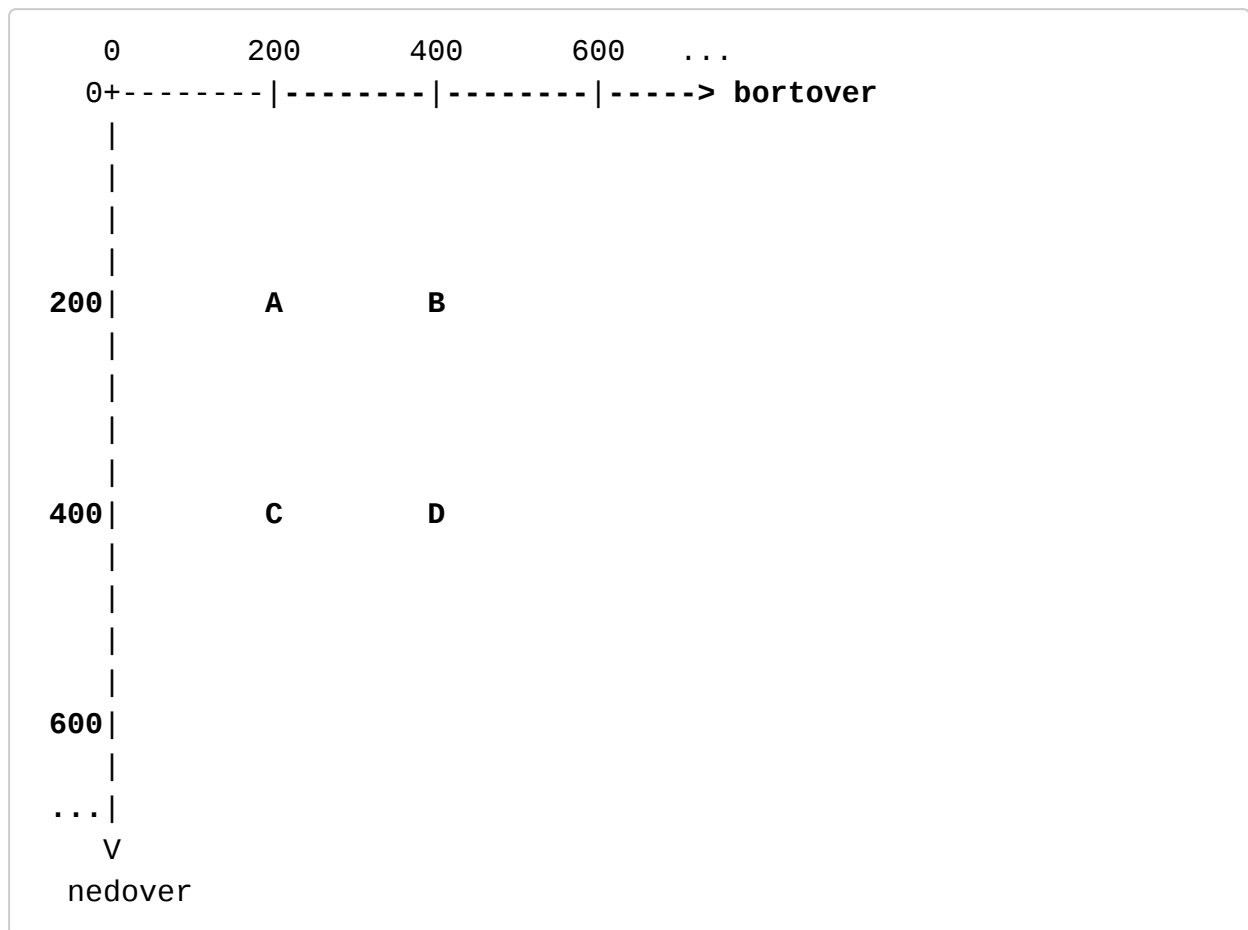 0 200 400 600 ...
0+--------|--------|--------|-----> bortover
|
|
|
|
200| A B
|
|
|
|
400| C D
|
|
|
|
600|
|
...|
V
nedover